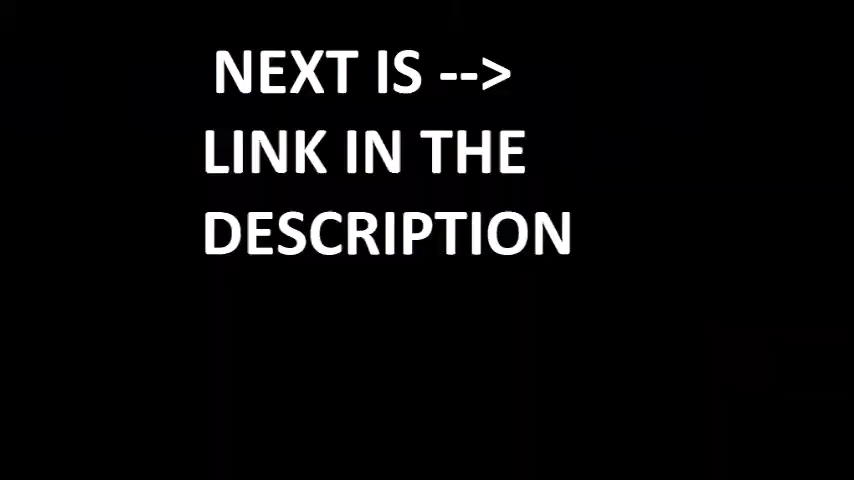 NEXT IS -->
LINK IN THE
DESCRIPTION